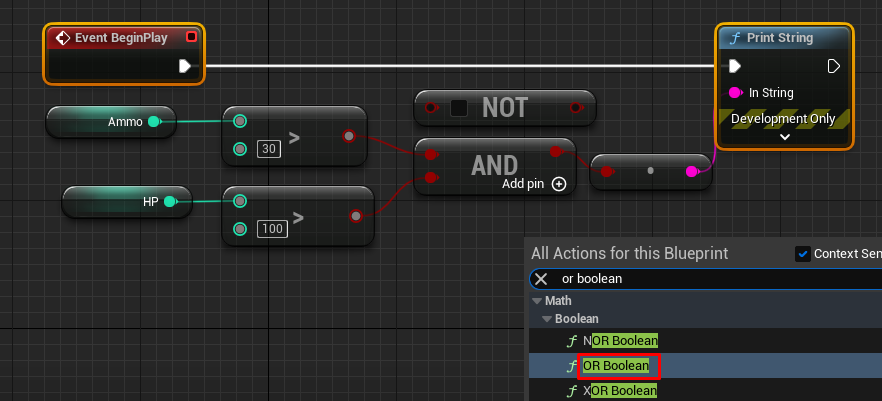 Event BeginPlay
Print String
In String
Development Only
Ammo
>
30
NOT
AND
Add pin
HP
>
100
All Actions for this Blueprint
Context Sen
or boolean
Math
Boolean
f NOR Boolean
f OR Boolean
f XOR Boolean